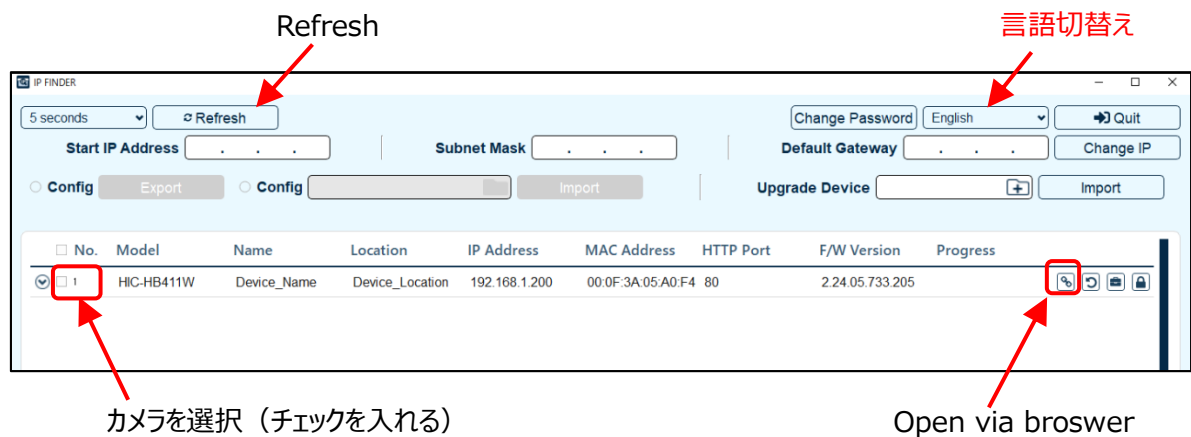 Refresh
言語切替え
IP FINDER
5 seconds Refresh Change Password English Quit
Start IP Address . . . Subnet Mask . . . Default Gateway . . . Change IP
Config Export Config Import Upgrade Device Import
No. Model Name Location IP Address MAC Address HTTP Port F/W Version Progress
1 HIC-HB411W Device_Name Device_Location 192.168.1.200 00:0F:3A:05:A0:F4 80 2.24.05.733.205
カメラを選択（チェックを入れる）
Open via broswer